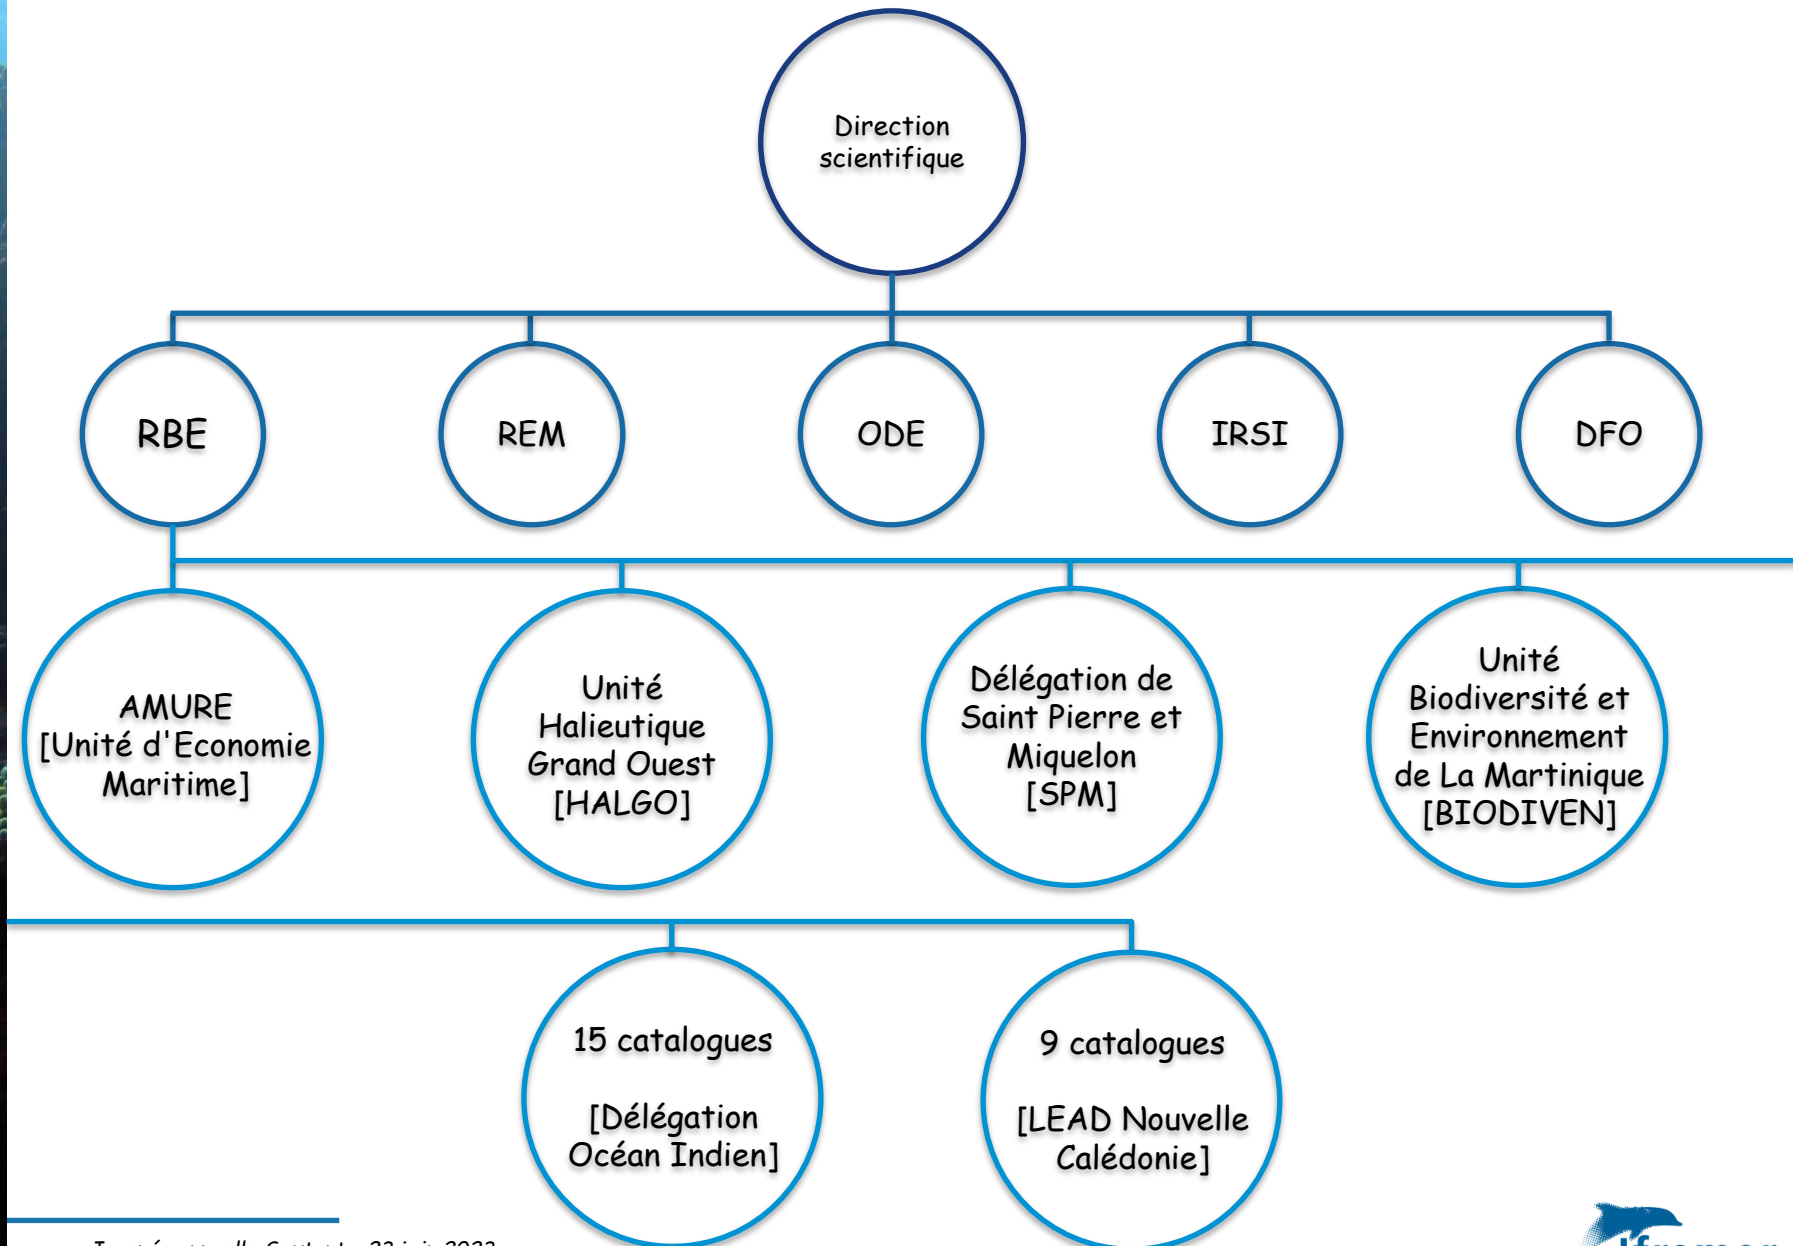 Direction
scientifique
RBE
REM
ODE
IRSI
DFO
AMURE
[Unité d'Economie
Maritime]
Unité
Halieutique
Grand Ouest
[HALGO]
Délégation de
Saint Pierre et
Miquelon
[SPM]
Unité
Biodiversité et
Environnement
de La Martinique
[BIODIVEN]
15 catalogues
[Délégation
Océan Indien]
9 catalogues
[LEAD Nouvelle
Calédonie]